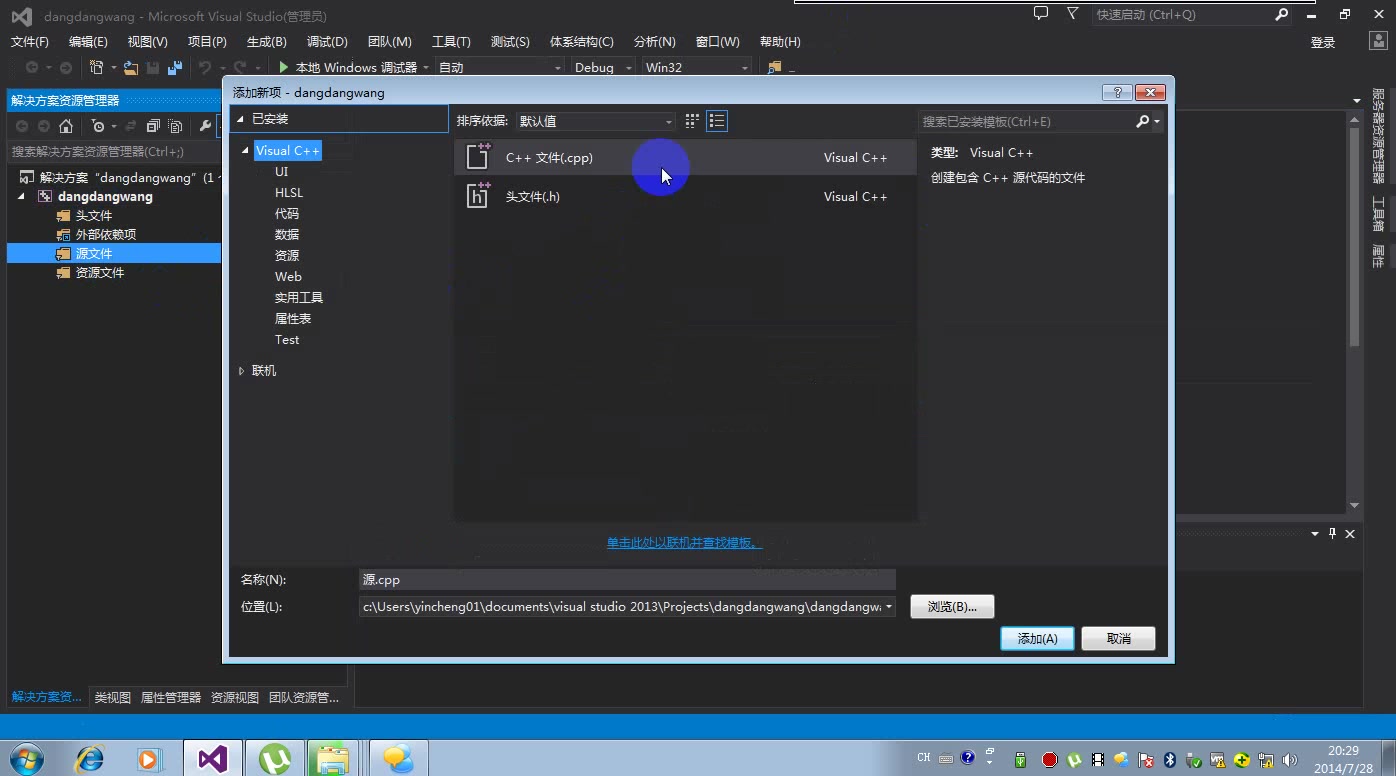 dangdangwang - Microsoft Visual Studio(管理员)
快速启动 (Ctrl+Q)
文件(F) 编辑(E) 视图(V) 项目(P) 生成(B) 调试(D) 团队(M) 工具(T) 测试(S) 体系结构(C) 分析(N) 窗口(W) 帮助(H)
登录
本地 Windows 调试器 自动 Debug Win32
解决方案资源管理器
搜索解决方案资源管理器(Ctrl+;)
解决方案 “dangdangwang” (1
dangdangwang
头文件
外部依赖项
源文件
资源文件
添加新项 - dangdangwang
已安装
排序依据: 默认值
搜索已安装模板(Ctrl+E)
Visual C++
UI
HLSL
代码
数据
资源
Web
实用工具
属性表
Test
联机
C++ 文件(.cpp) Visual C++
头文件(.h) Visual C++
类型: Visual C++
创建包含 C++ 源代码的文件
单击此处以联机并查找模板。
名称(N): 源.cpp
位置(L): c:\Users\yincheng01\documents\visual studio 2013\Projects\dangdangwang\dangdangwa
浏览(B)...
添加(A) 取消
服务器资源管理器
工具箱
属性
解决方案资... 类视图 属性管理器 资源视图 团队资源管...
CH
20:29
2014/7/28